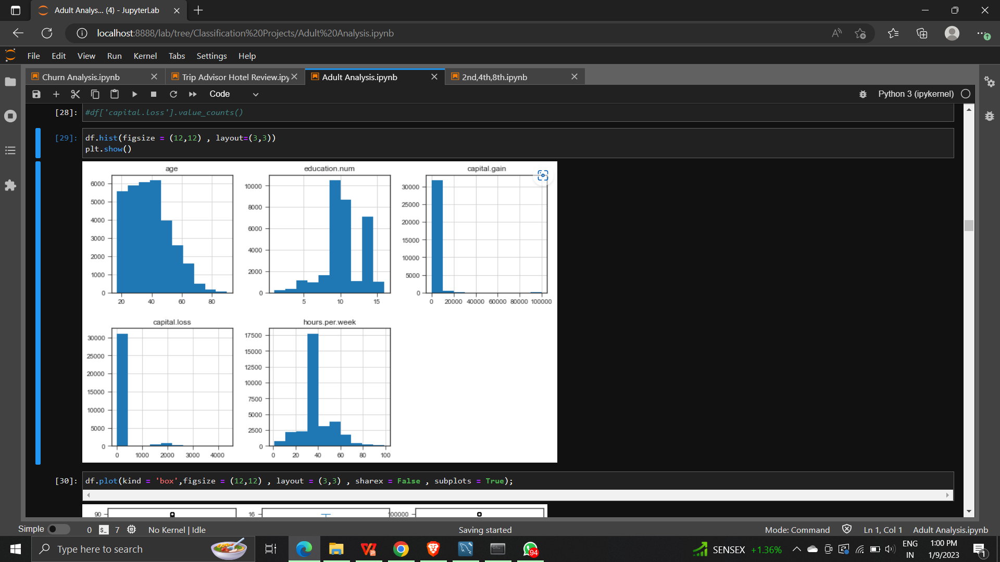 Adult Analys... (4) - JupyterLab
localhost:8888/lab/tree/Classification%20Projects/Adult%20Analysis.ipynb
File Edit View Run Kernel Tabs Settings Help
Churn Analysis.ipynb Trip Advisor Hotel Review.ipy Adult Analysis.ipynb 2nd,4th,8th.ipynb
Code Python 3 (ipykernel)
[28]: #df['capital.loss'].value_counts()
[29]: df.hist(figsize = (12,12) , layout=(3,3))
plt.show()
age education.num capital.gain
6000 5000 4000 3000 2000 1000 0
20 40 60 80
10000 8000 6000 4000 2000 0
5 10 15
30000 25000 20000 15000 10000 5000 0
0 20000 40000 60000 80000 100000
capital.loss hours.per.week
30000 25000 20000 15000 10000 5000 0
0 1000 2000 3000 4000
17500 15000 12500 10000 7500 5000 2500 0
0 20 40 60 80 100
[30]: df.plot(kind = 'box',figsize = (12,12) , layout = (3,3) , sharex = False , subplots = True);
90 16 100000
Simple 0 $_ 7 No Kernel | Idle Saving started Mode: Command Ln 1, Col 1 Adult Analysis.ipynb
Type here to search 94 SENSEX +1.36% ENG 1:00 PM
IN 1/9/2023 1